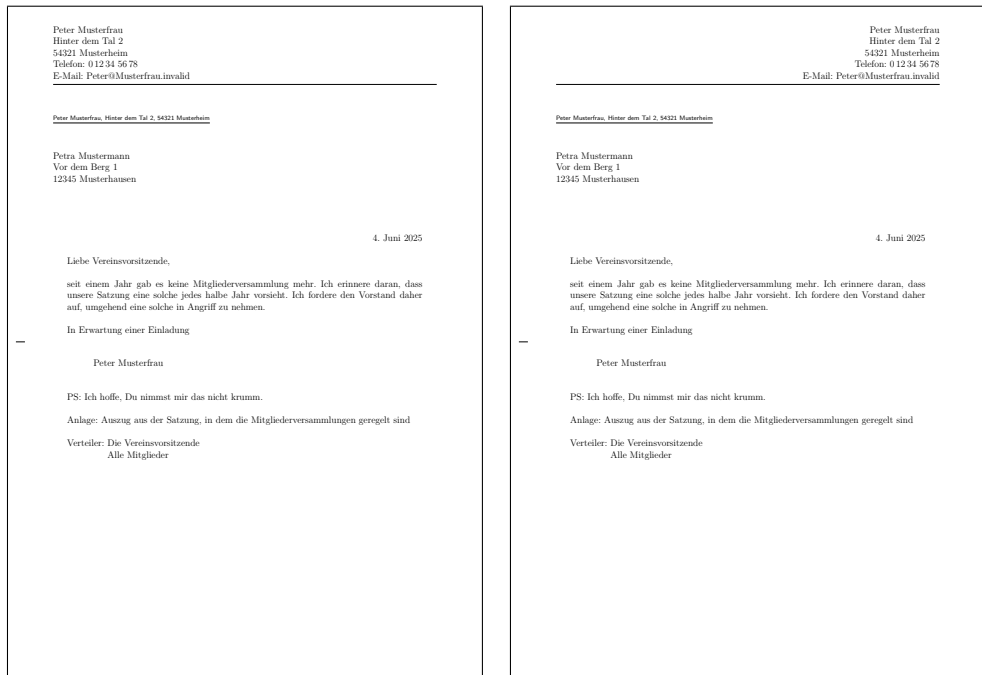 Peter Musterfrau
Hinter dem Tal 2
54321 Musterheim
Telefon: 0 12 34 56 78
E-Mail: Peter@Musterfrau.invalid
Peter Musterfrau, Hinter dem Tal 2, 54321 Musterheim
Petra Mustermann
Vor dem Berg 1
12345 Musterhausen
4. Juni 2025
Liebe Vereinsvorsitzende,
seit einem Jahr gab es keine Mitgliederversammlung mehr. Ich erinnere daran, dass
unsere Satzung eine solche jedes halbe Jahr vorsieht. Ich fordere den Vorstand daher
auf, umgehend eine solche in Angriff zu nehmen.
In Erwartung einer Einladung
Peter Musterfrau
PS: Ich hoffe, Du nimmst mir das nicht krumm.
Anlage: Auszug aus der Satzung, in dem die Mitgliederversammlungen geregelt sind
Verteiler: Die Vereinsvorsitzende
Alle Mitglieder
Peter Musterfrau
Hinter dem Tal 2
54321 Musterheim
Telefon: 0 12 34 56 78
E-Mail: Peter@Musterfrau.invalid
Peter Musterfrau, Hinter dem Tal 2, 54321 Musterheim
Petra Mustermann
Vor dem Berg 1
12345 Musterhausen
4. Juni 2025
Liebe Vereinsvorsitzende,
seit einem Jahr gab es keine Mitgliederversammlung mehr. Ich erinnere daran, dass
unsere Satzung eine solche jedes halbe Jahr vorsieht. Ich fordere den Vorstand daher
auf, umgehend eine solche in Angriff zu nehmen.
In Erwartung einer Einladung
Peter Musterfrau
PS: Ich hoffe, Du nimmst mir das nicht krumm.
Anlage: Auszug aus der Satzung, in dem die Mitgliederversammlungen geregelt sind
Verteiler: Die Vereinsvorsitzende
Alle Mitglieder